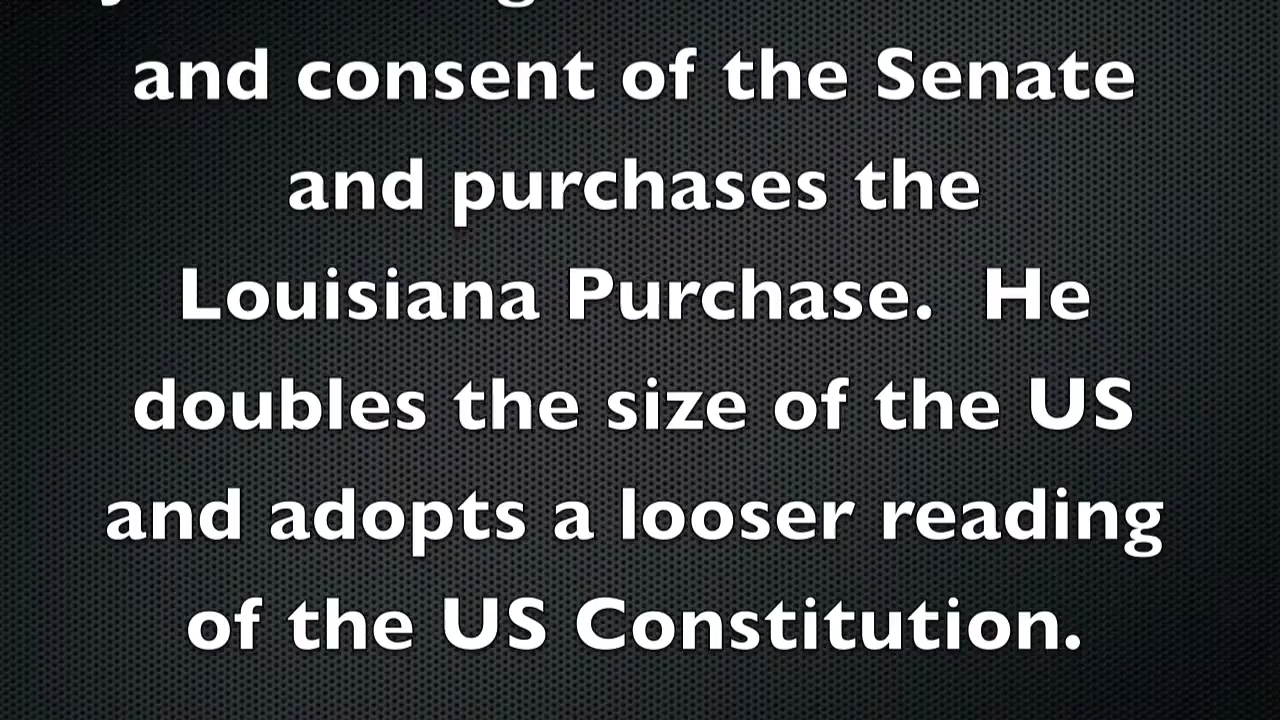 and consent of the Senate
and purchases the
Louisiana Purchase.  He
doubles the size of the US
and adopts a looser reading
of the US Constitution.